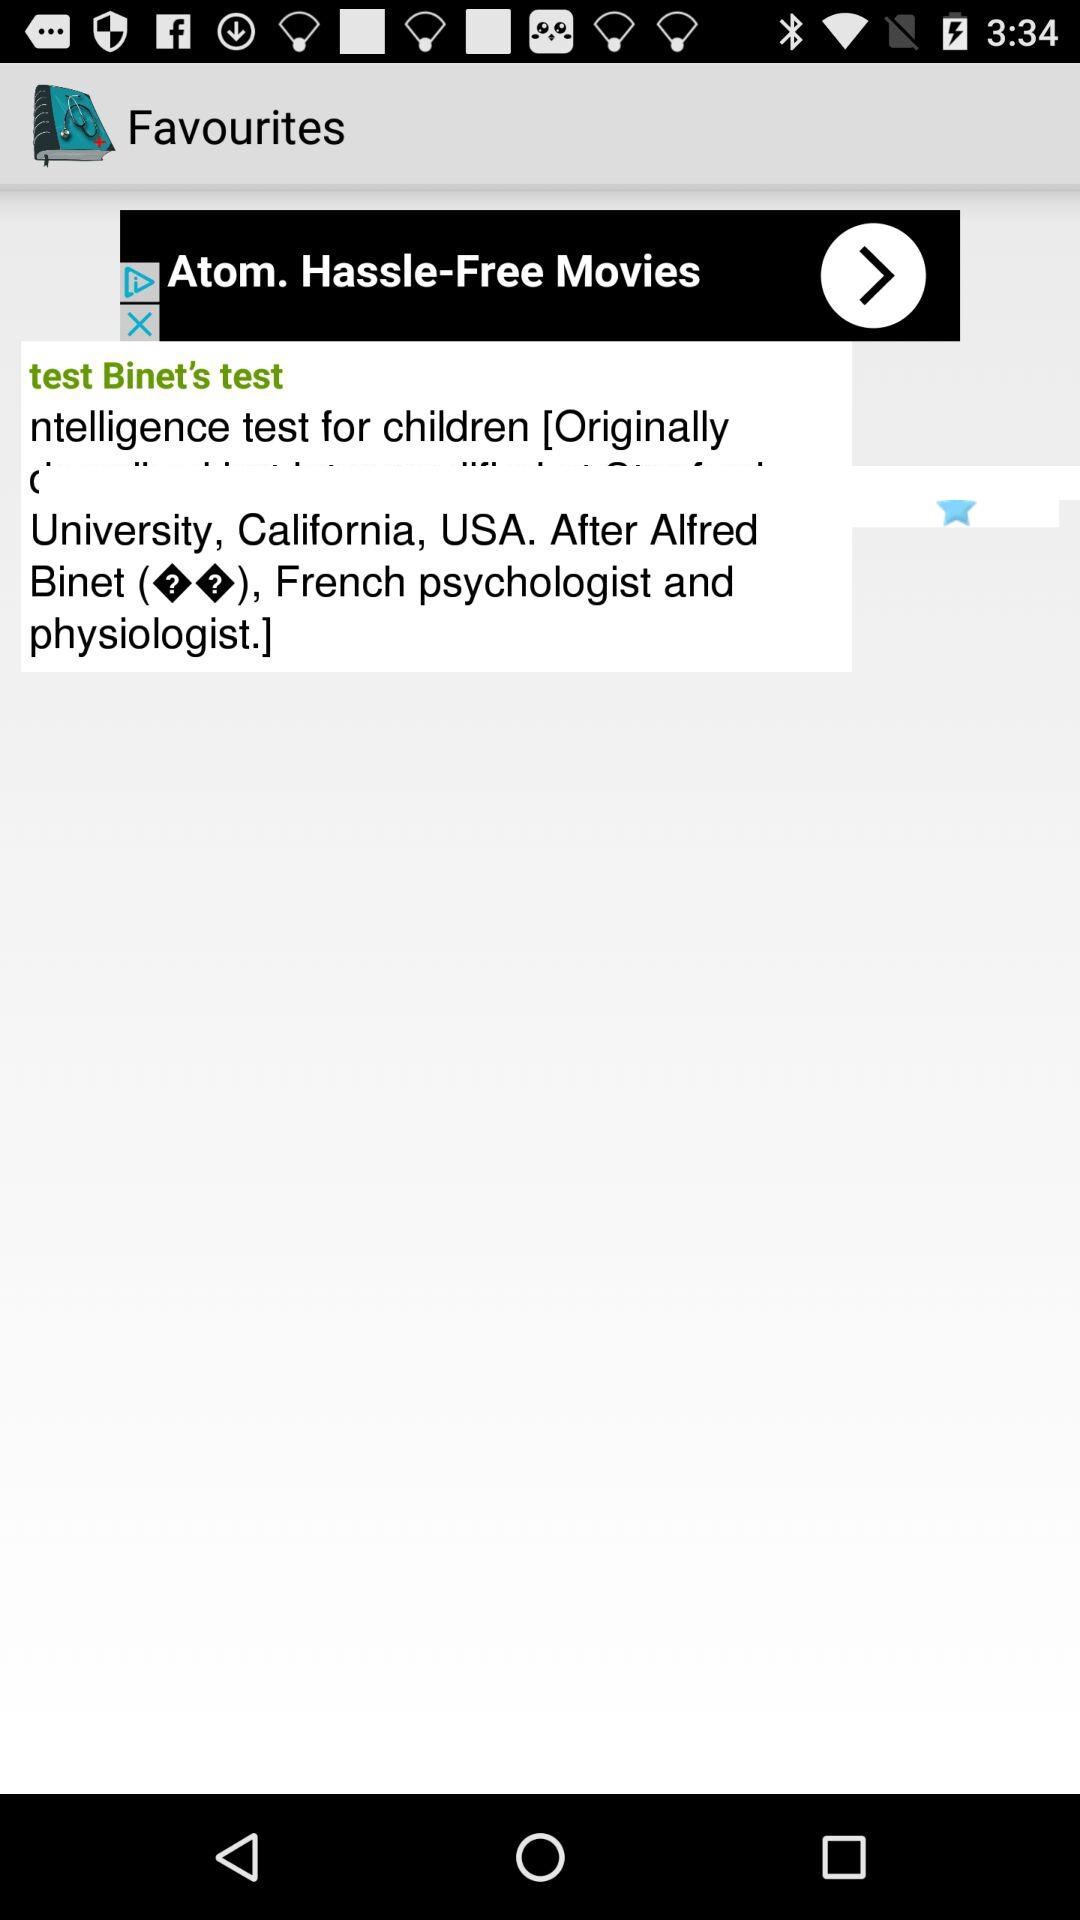 3:34
Favourites
Atom. Hassle-Free Movies
test Binet’s test
ntelligence test for children [Originally
University, California, USA. After Alfred
Binet (��), French psychologist and
physiologist.]